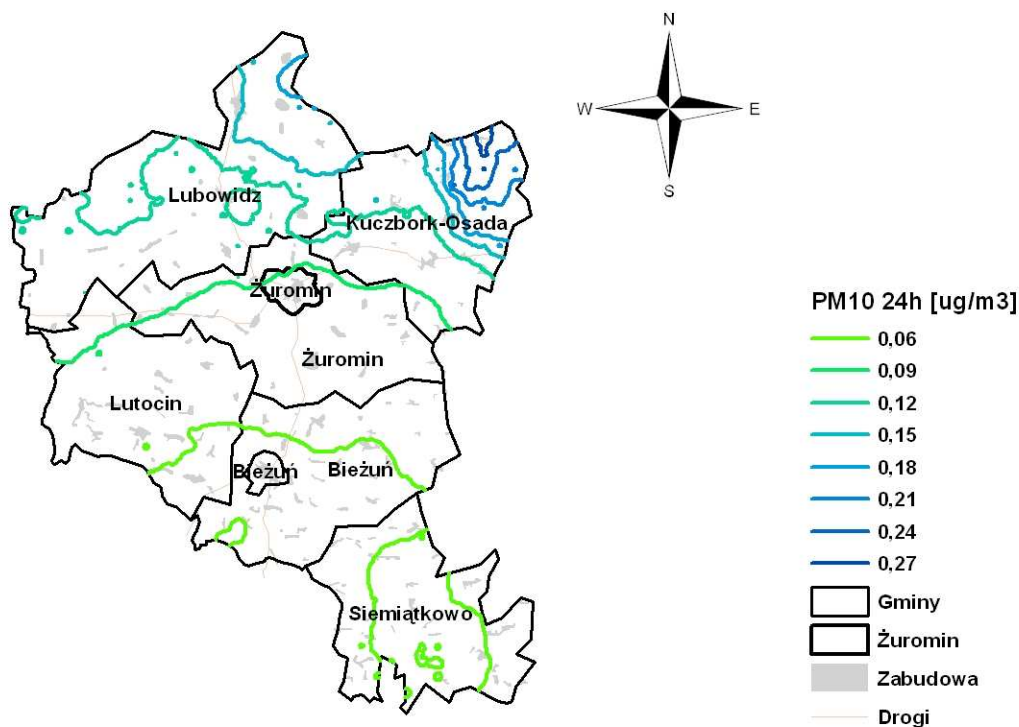 N
W
E
S
Lubowidz
Kuczbork-Osada
Żuromin
Żuromin
Lutocin
Bieżuń
Bieżuń
Siemiątkowo
PM10 24h [ug/m3]
0,06
0,09
0,12
0,15
0,18
0,21
0,24
0,27
Gminy
Żuromin
Zabudowa
Drogi